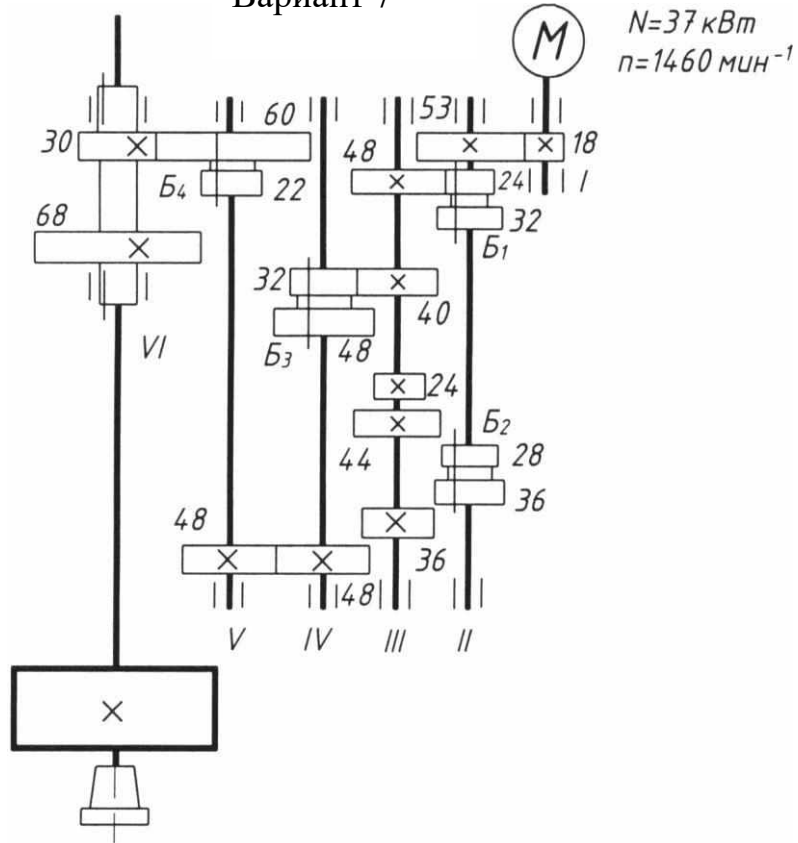 Вариант 7
M
N=37 кВт
n=1460 мин⁻¹
60
53
30
48
18
Б₄
22
24
I
32
Б₁
68
32
40
Б₃
48
VI
24
Б₂
44
28
36
48
36
48
V
IV
III
II